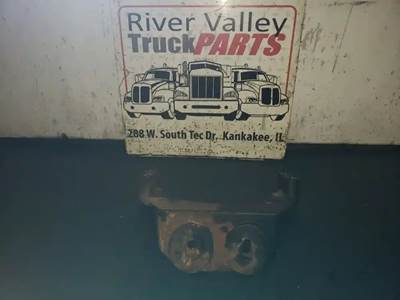 River Valley
TruckPARTS
288 W. South Tec Dr. Kankakee, IL